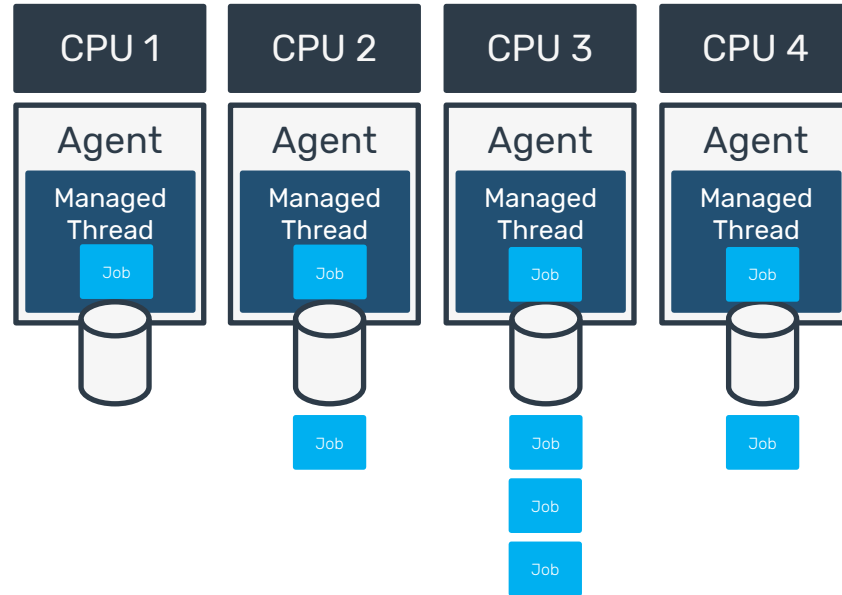 CPU 1
CPU 2
CPU 3
CPU 4
Agent
Agent
Agent
Agent
Managed
Thread
Managed
Thread
Managed
Thread
Managed
Thread
Job
Job
Job
Job
Job
Job
Job
Job
Job